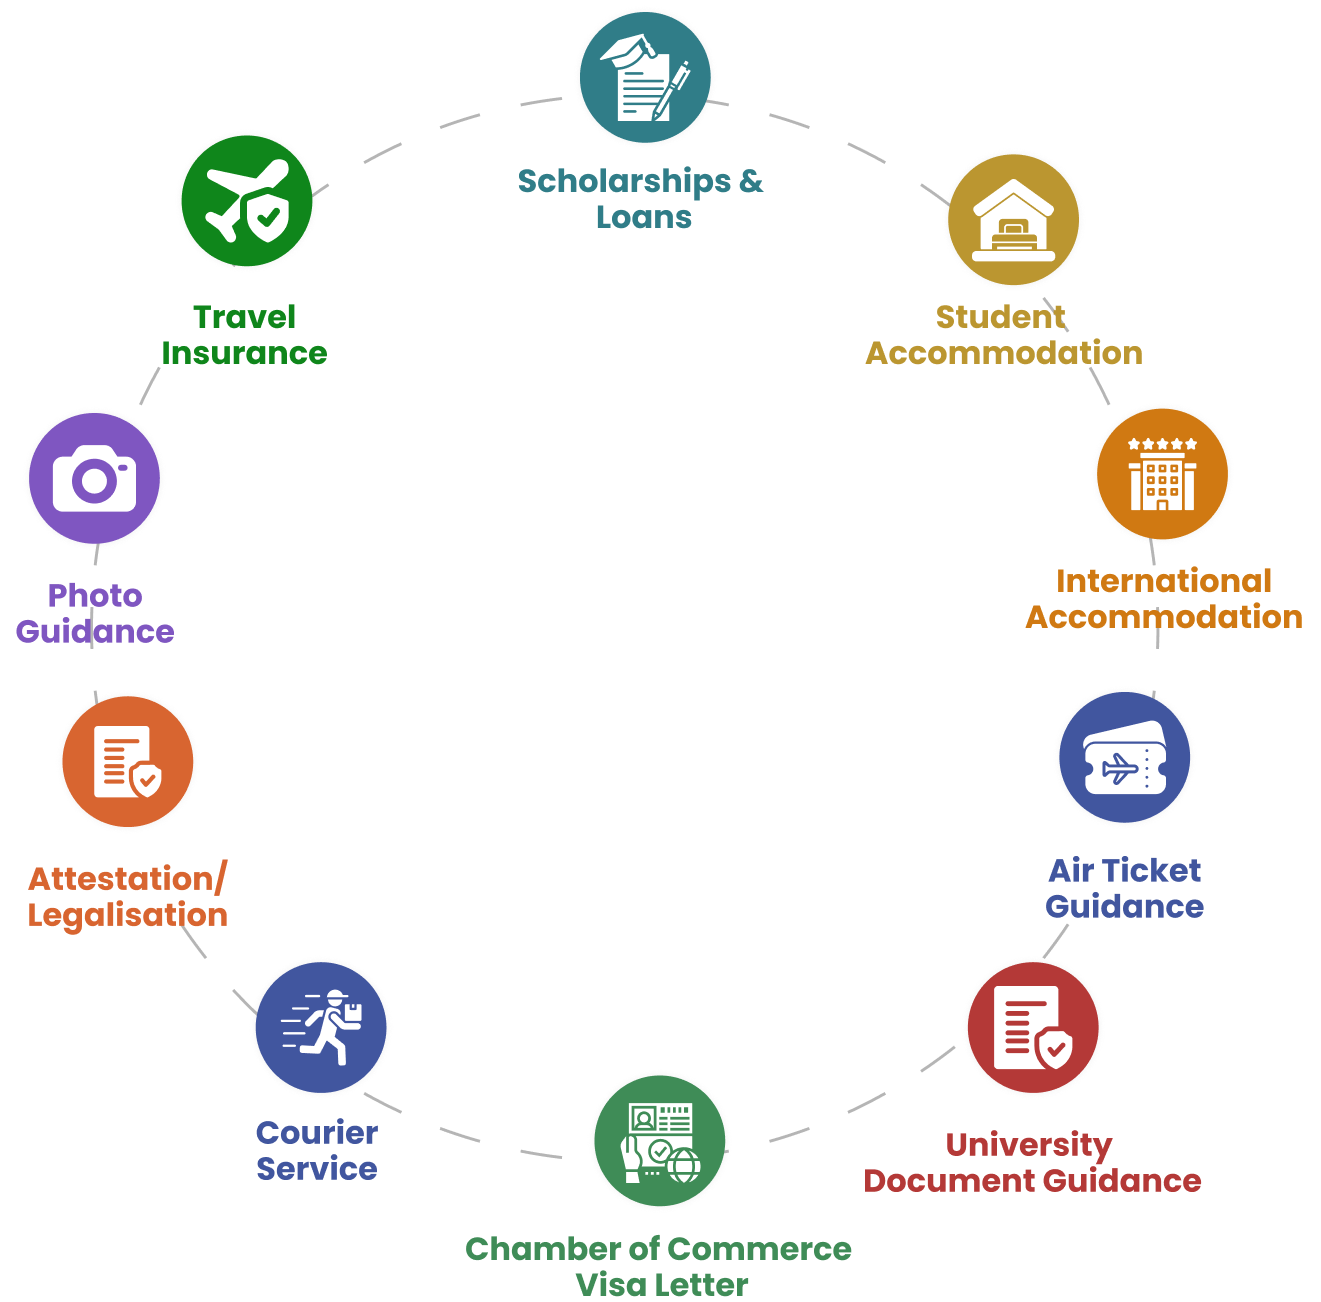 Scholarships &
Loans
Student
Accommodation
International
Accommodation
Air Ticket
Guidance
University
Document Guidance
Chamber of Commerce
Visa Letter
Courier
Service
Attestation/
Legalisation
Photo
Guidance
Travel
Insurance